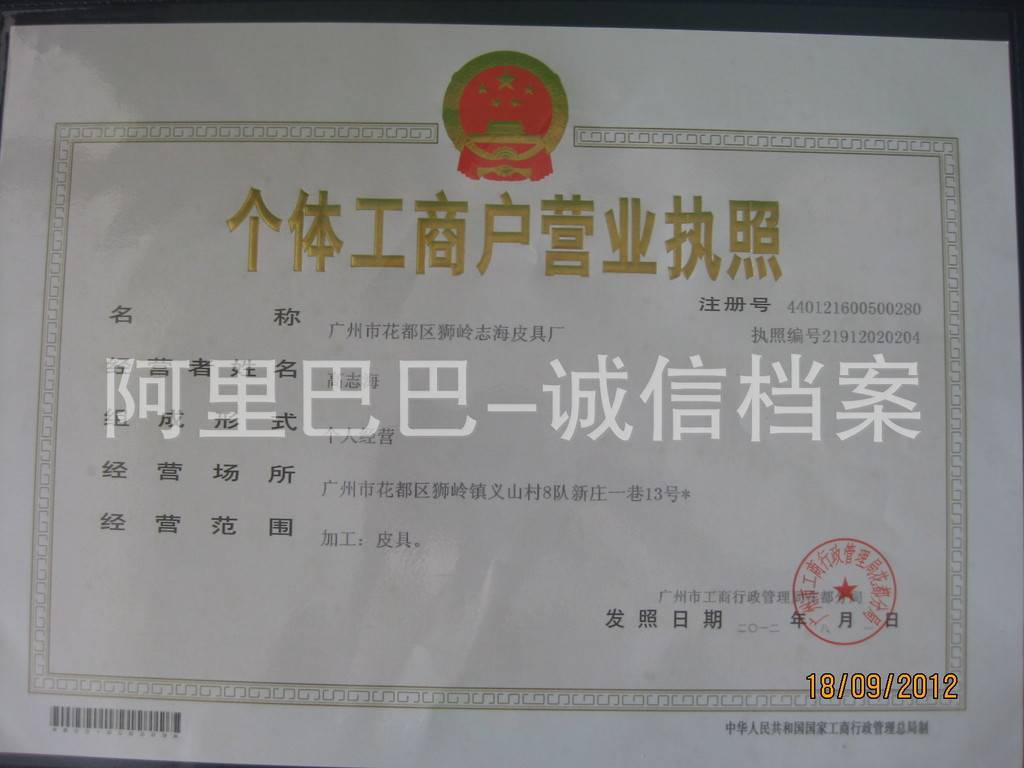 个体工商户营业执照
注册号 440121600500280
执照编号21912020204
名称 广州市花都区狮岭志海皮具厂
经营者姓名 高志海
组成形式 个人经营
经营场所 广州市花都区狮岭镇义山村8队新庄一巷13号*
经营范围 加工：皮具。
阿里巴巴-诚信档案
广州市工商行政管理局花都分局
发照日期 二〇一二 年 月 日
18/09/2012
中华人民共和国国家工商行政管理总局制